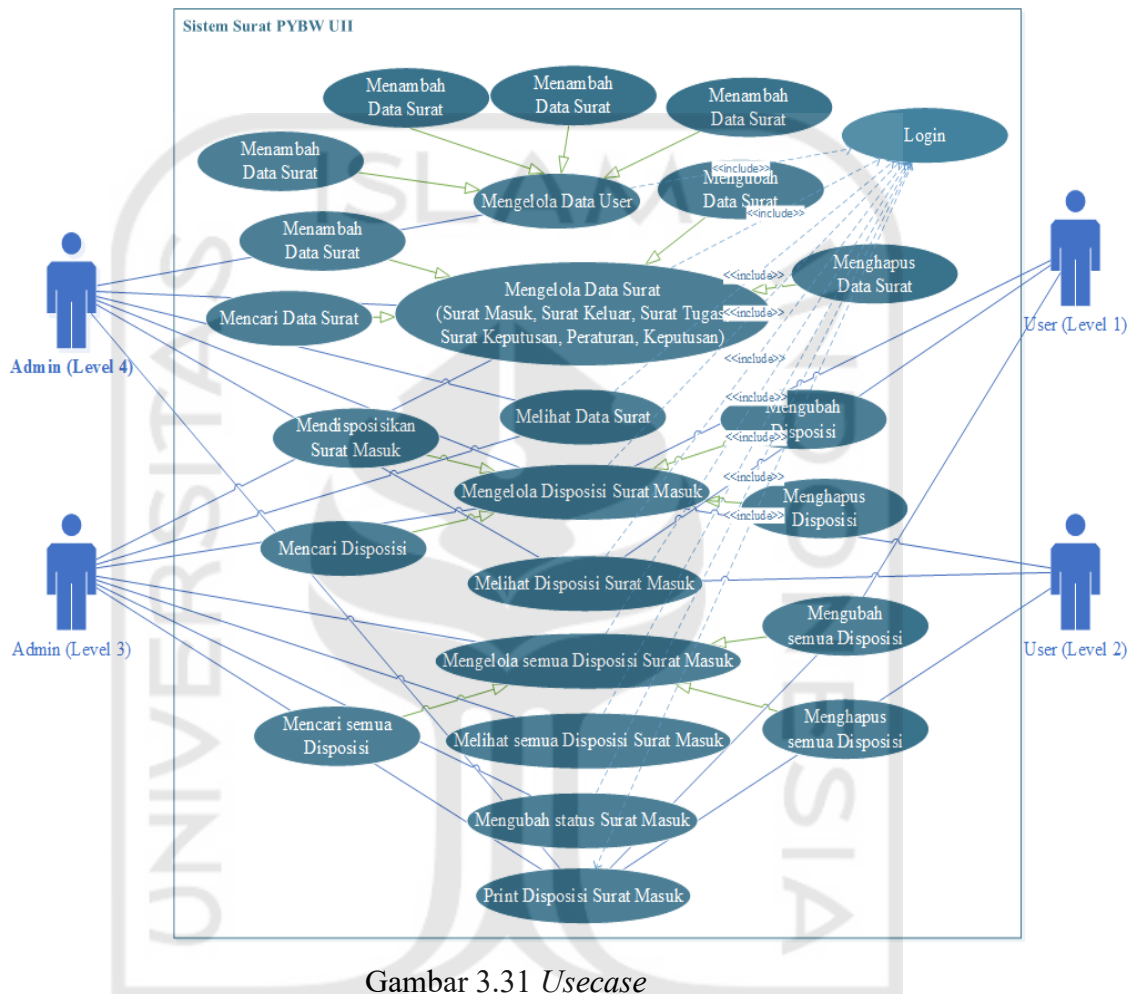 Sistem Surat PYBW UII
Menambah
Data Surat
Menambah
Data Surat
Menambah
Data Surat
Login
Menambah
Data Surat
<<include>>
Mengelola Data User
Mengubah
Data Surat
<<include>>
Menambah
Data Surat
Menghapus
Data Surat
<<include>>
Mengelola Data Surat
(Surat Masuk, Surat Keluar, Surat Tugas
Surat Keputusan, Peraturan, Keputusan)
<<include>>
Mencari Data Surat
Admin (Level 4)
User (Level 1)
<<include>>
<<include>>
Melihat Data Surat
Mengubah
Disposisi
Mendisposisikan
Surat Masuk
<<include>>
<<include>>
Mengelola Disposisi Surat Masuk
Menghapus
Disposisi
<<include>>
Mencari Disposisi
Melihat Disposisi Surat Masuk
Mengubah
semua Disposisi
Admin (Level 3)
User (Level 2)
Mengelola semua Disposisi Surat Masuk
Mencari semua
Disposisi
Menghapus
semua Disposisi
Melihat semua Disposisi Surat Masuk
Mengubah status Surat Masuk
Print Disposisi Surat Masuk
UNIVERSITAS
ISLAM
INDONESIA
Gambar 3.31 Usecase